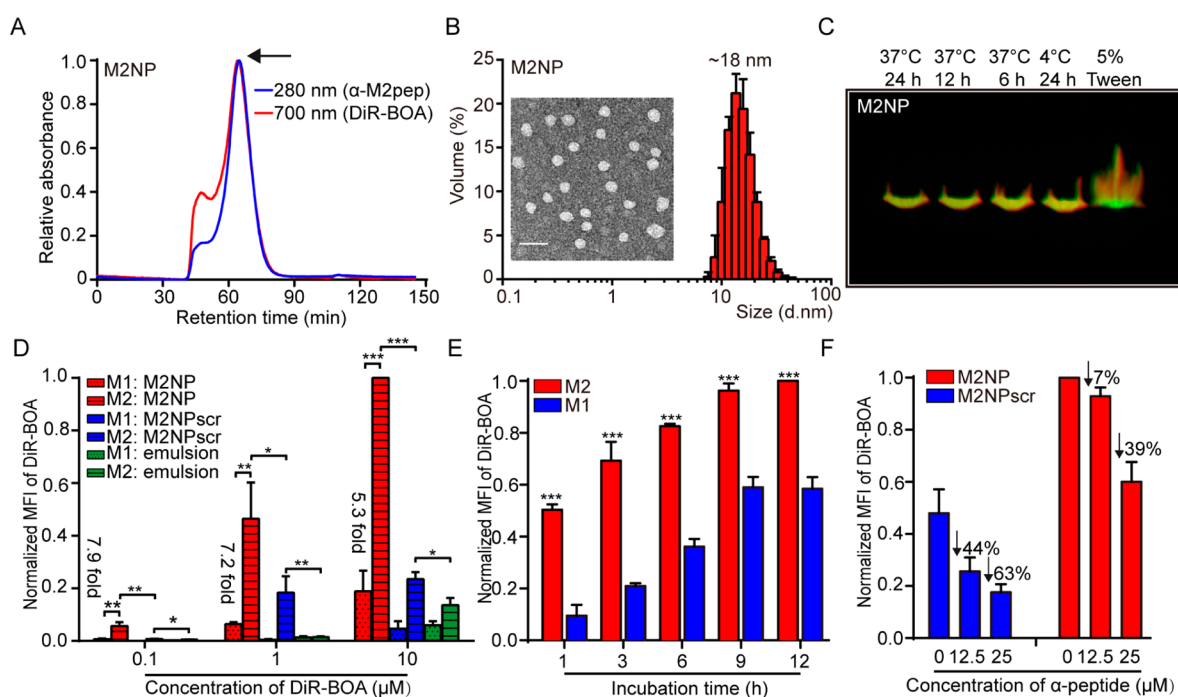 A
M2NP
280 nm (α-M2pep)
700 nm (DiR-BOA)
Relative absorbance
1.0
0.8
0.6
0.4
0.2
0
0 30 60 90 120 150
Retention time (min)
B
M2NP
~18 nm
Volume (%)
25
20
15
10
5
0
0.1 1 10 100
Size (d.nm)
C
37°C 37°C 37°C 4°C 5%
24 h 12 h 6 h 24 h Tween
M2NP
D
M1: M2NP
M2: M2NP
M1: M2NPscr
M2: M2NPscr
M1: emulsion
M2: emulsion
Normalized MFI of DiR-BOA
1.0
0.8
0.6
0.4
0.2
0.0
7.9 fold
**
**
*
7.2 fold
**
*
**
5.3 fold
***
***
*
0.1 1 10
Concentration of DiR-BOA (µM)
E
M2
M1
Normalized MFI of DiR-BOA
1.0
0.8
0.6
0.4
0.2
0.0
*** *** *** *** ***
1 3 6 9 12
Incubation time (h)
F
M2NP
M2NPscr
Normalized MFI of DiR-BOA
1.0
0.8
0.6
0.4
0.2
0.0
44%
63%
7%
39%
0 12.5 25 0 12.5 25
Concentration of α-peptide (µM)